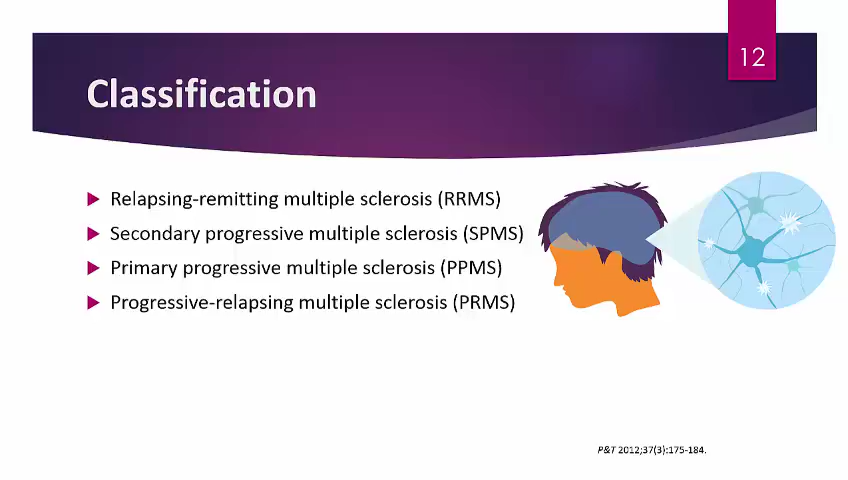 12
Classification
Relapsing-remitting multiple sclerosis (RRMS)
Secondary progressive multiple sclerosis (SPMS)
Primary progressive multiple sclerosis (PPMS)
Progressive-relapsing multiple sclerosis (PRMS)
P&T 2012;37(3):175-184.